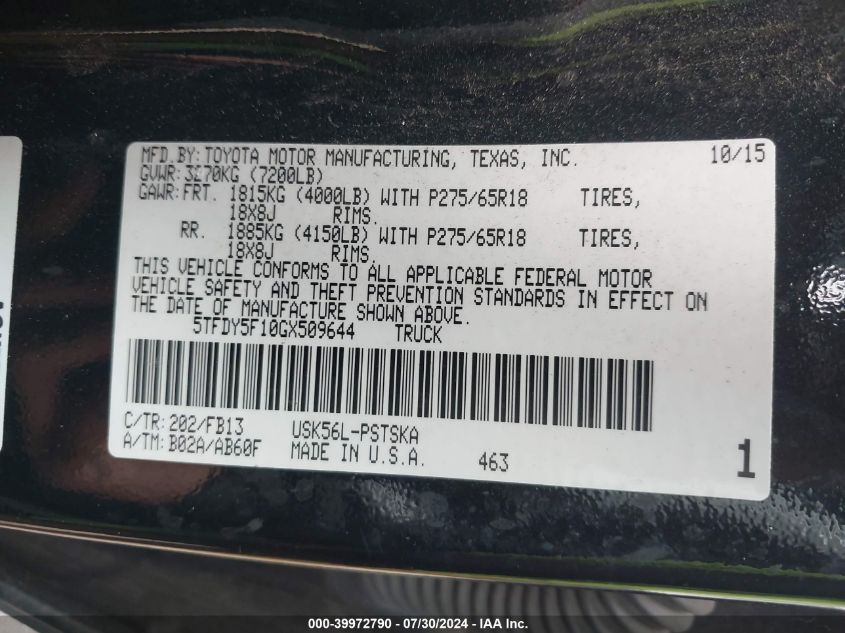 MFD.BY:TOYOTA MOTOR MANUFACTURING, TEXAS, INC. 10/15
GVWR:3270KG (7200LB)
GAWR:FRT. 1815KG (4000LB) WITH P275/65R18 TIRES,
18X8J RIMS.
RR. 1885KG (4150LB) WITH P275/65R18 TIRES,
18X8J RIMS.
THIS VEHICLE CONFORMS TO ALL APPLICABLE FEDERAL MOTOR
VEHICLE SAFETY AND THEFT PREVENTION STANDARDS IN EFFECT ON
THE DATE OF MANUFACTURE SHOWN ABOVE.
5TFDY5F10GX509644 TRUCK
C/TR:202/FB13 USK56L-PSTSKA
A/TM:B02A/AB60F MADE IN U.S.A. 463 1
000-39972790 - 07/30/2024 - IAA Inc.